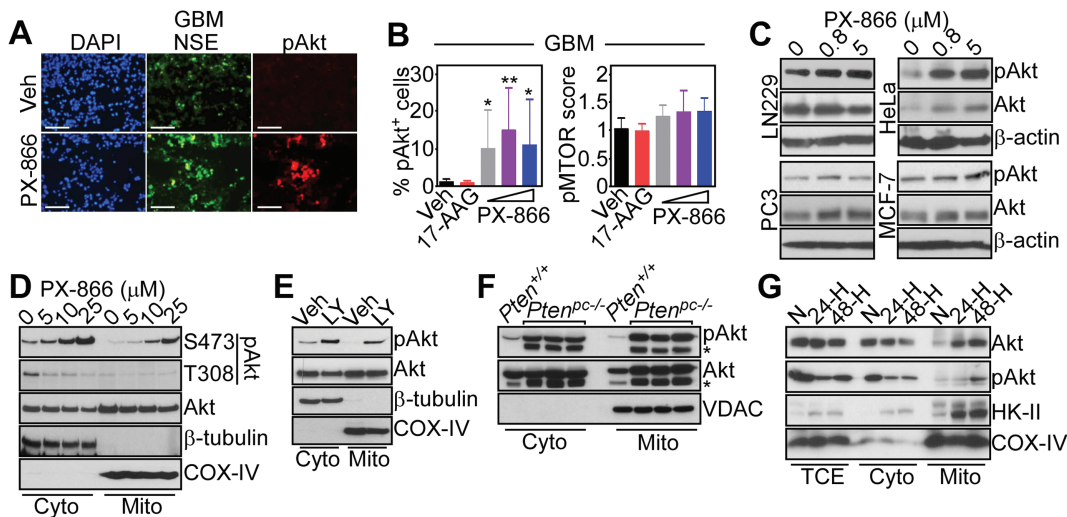 A
GBM
DAPI NSE pAkt
Veh
PX-866
B
GBM
% pAkt+ cells
30
20
10
0
* ** *
Veh
17-AAG
PX-866
pMTOR score
2
1.5
1
0.5
0
Veh
17-AAG
PX-866
C
PX-866 (μM)
0 0.8 5 0 0.8 5
LN229 HeLa pAkt
Akt
β-actin
PC3 MCF-7 pAkt
Akt
β-actin
D
PX-866 (μM)
0 5 10 25 0 5 10 25
S473
T308
pAkt
Akt
β-tubulin
COX-IV
Cyto Mito
E
Veh LY Veh LY
pAkt
Akt
β-tubulin
COX-IV
Cyto Mito
F
Pten+/+ Ptenpc-/- Pten+/+ Ptenpc-/-
pAkt
*
Akt
*
VDAC
Cyto Mito
G
N 24-H 48-H N 24-H 48-H N 24-H 48-H
Akt
pAkt
HK-II
COX-IV
TCE Cyto Mito